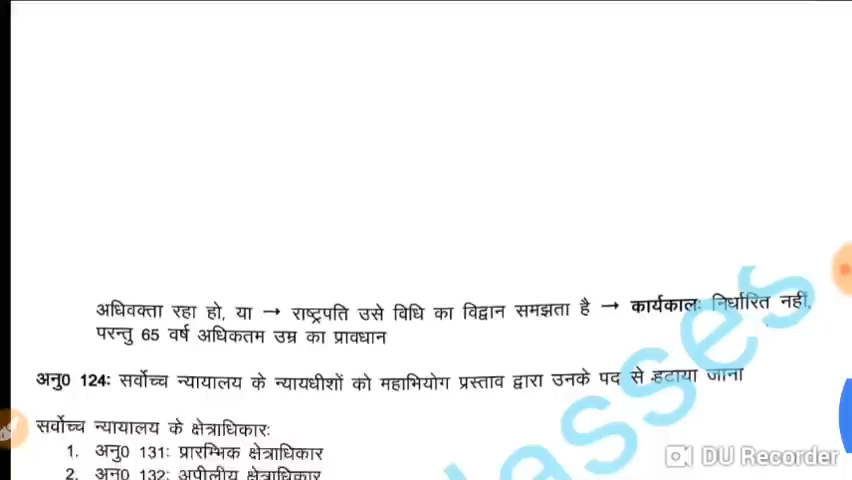 अधिवक्ता रहा हो, या → राष्ट्रपति उसे विधि का विद्वान समझता है → कार्यकालः निर्धारित नहीं,
परन्तु 65 वर्ष अधिकतम उम्र का प्रावधान
अनु0 124: सर्वोच्च न्यायालय के न्यायधीशों को महाभियोग प्रस्ताव द्वारा उनके पद से हटाया जाना
सर्वोच्च न्यायालय के क्षेत्राधिकारः
1. अनु0 131: प्रारम्भिक क्षेत्राधिकार
2. अनु0 132: अपीलीय क्षेत्राधिकार
DU Recorder